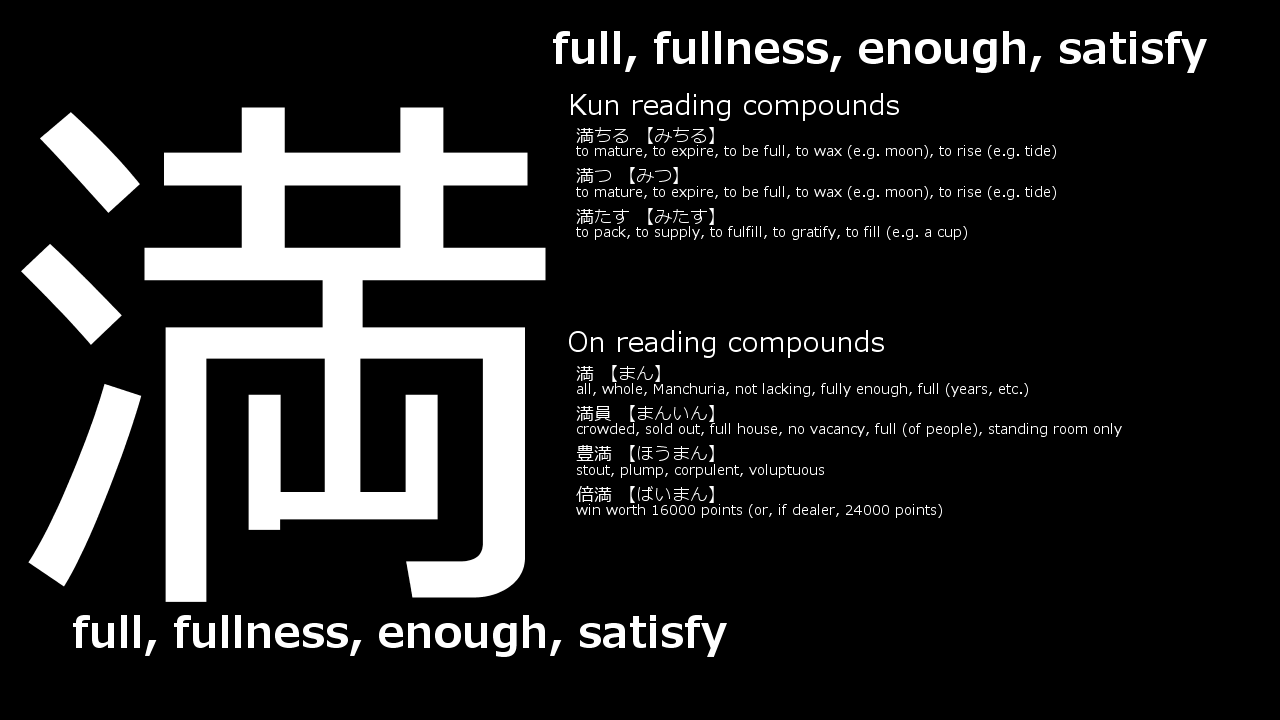 full, fullness, enough, satisfy
満
Kun reading compounds
満ちる 【みちる】
to mature, to expire, to be full, to wax (e.g. moon), to rise (e.g. tide)
満つ 【みつ】
to mature, to expire, to be full, to wax (e.g. moon), to rise (e.g. tide)
満たす 【みたす】
to pack, to supply, to fulfill, to gratify, to fill (e.g. a cup)
On reading compounds
満 【まん】
all, whole, Manchuria, not lacking, fully enough, full (years, etc.)
満員 【まんいん】
crowded, sold out, full house, no vacancy, full (of people), standing room only
豊満 【ほうまん】
stout, plump, corpulent, voluptuous
倍満 【ばいまん】
win worth 16000 points (or, if dealer, 24000 points)
full, fullness, enough, satisfy